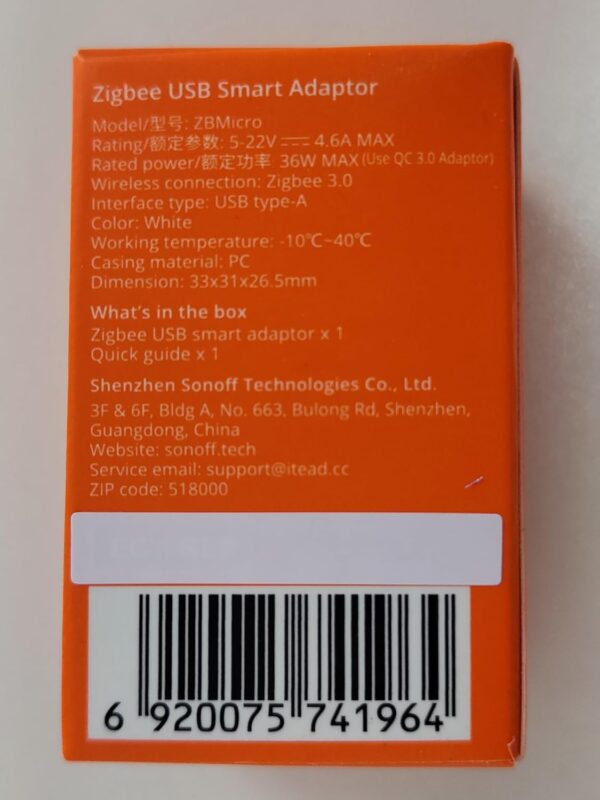 Zigbee USB Smart Adaptor
Model/型号: ZBMicro
Rating/额定参数: 5-22V⎓4.6A MAX
Rated power/额定功率 36W MAX (Use QC 3.0 Adaptor)
Wireless connection: Zigbee 3.0
Interface type: USB type-A
Color: White
Working temperature: -10℃~40℃
Casing material: PC
Dimension: 33x31x26.5mm
What's in the box
Zigbee USB smart adaptor x 1
Quick guide x 1
Shenzhen Sonoff Technologies Co., Ltd.
3F & 6F, Bldg A, No. 663, Bulong Rd, Shenzhen,
Guangdong, China
Website: sonoff.tech
Service email: support@itead.cc
ZIP code: 518000
6 920075 741964